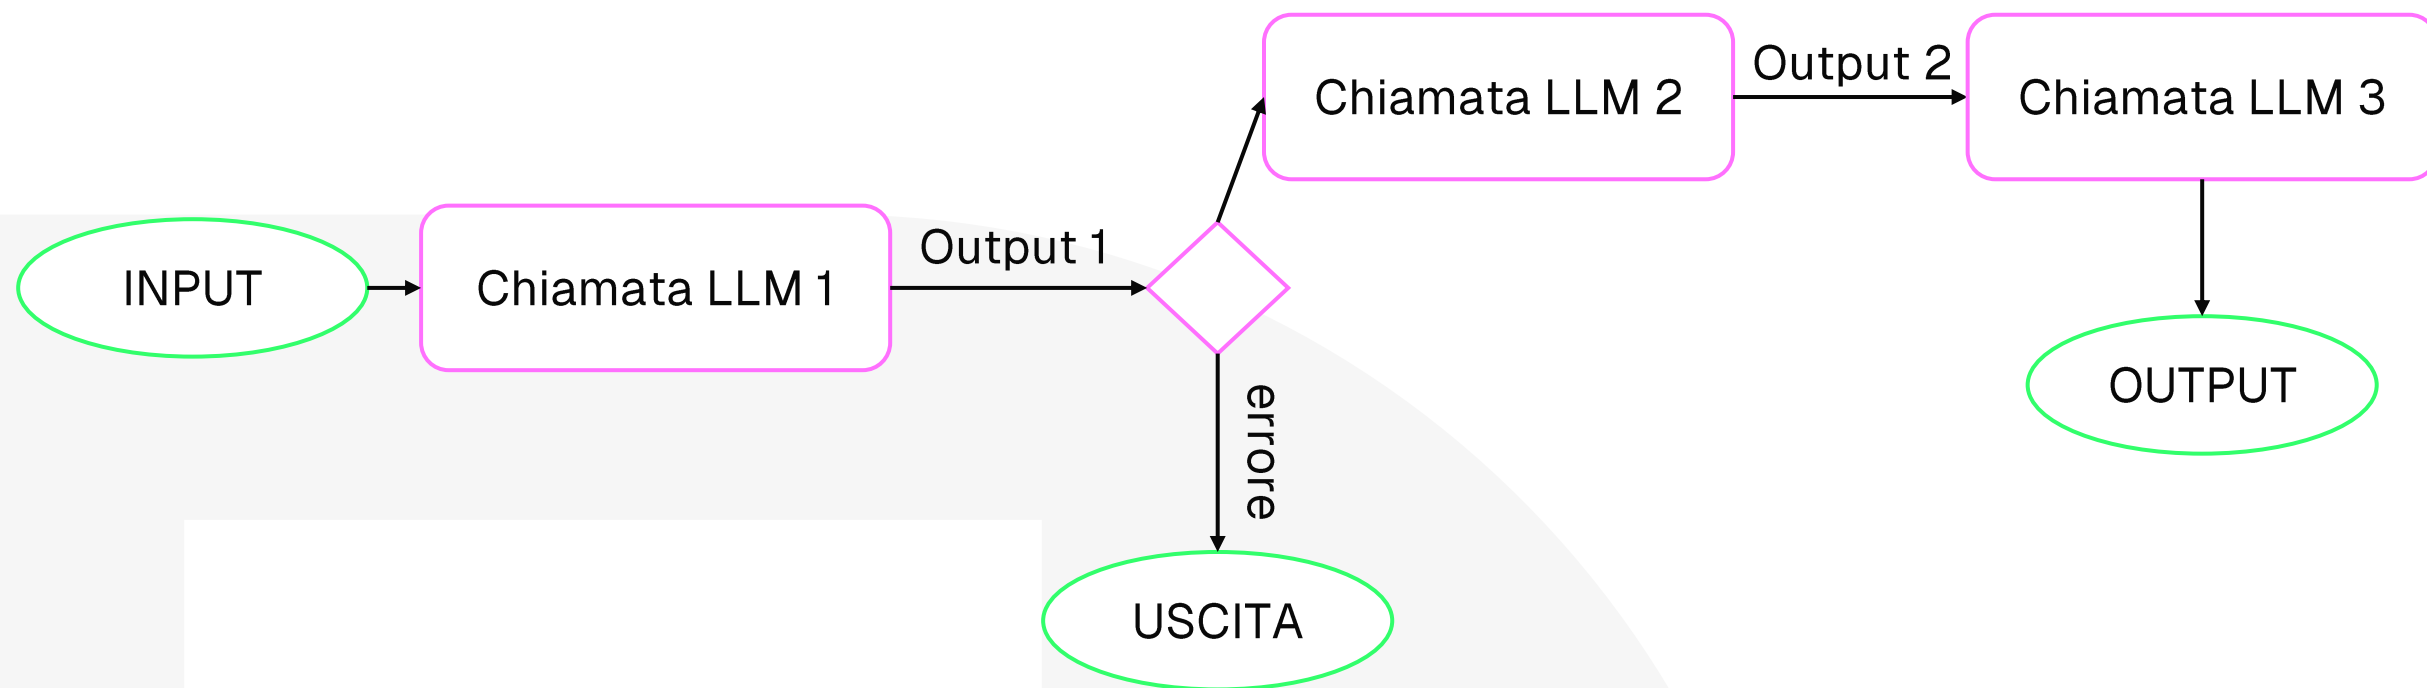 INPUT
Chiamata LLM 1
Output 1
Chiamata LLM 2
Output 2
Chiamata LLM 3
errore
USCITA
OUTPUT